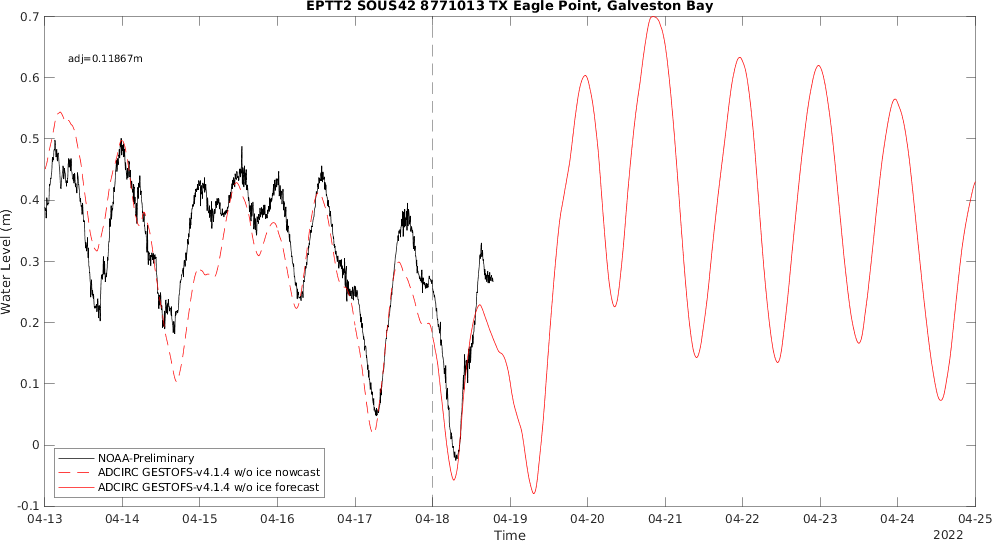 EPTT2 SOUS42 8771013 TX Eagle Point, Galveston Bay
0.7
adj=0.11867m
0.6
0.5
0.4
0.3
0.2
0.1
0
-0.1
Water Level (m)
NOAA-Preliminary
ADCIRC GESTOFS-v4.1.4 w/o ice nowcast
ADCIRC GESTOFS-v4.1.4 w/o ice forecast
04-13 04-14 04-15 04-16 04-17 04-18 04-19 04-20 04-21 04-22 04-23 04-24 04-25
Time
2022